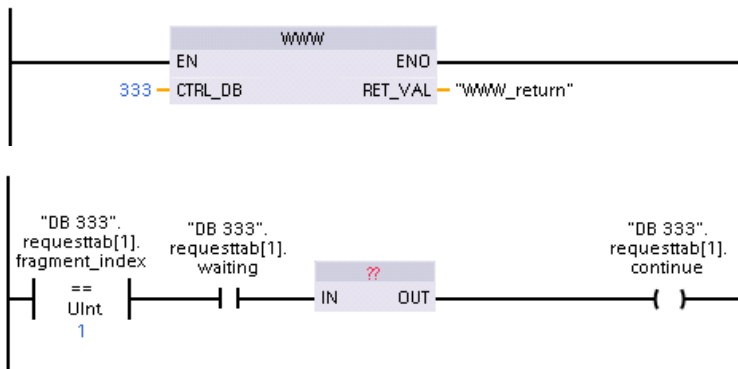 WWW
EN ENO
333 CTRL_DB RET_VAL "WWW_return"
"DB 333". "DB 333". "DB 333".
requesttab[1]. requesttab[1]. requesttab[1].
fragment_index waiting continue
??
== IN OUT
UInt
1